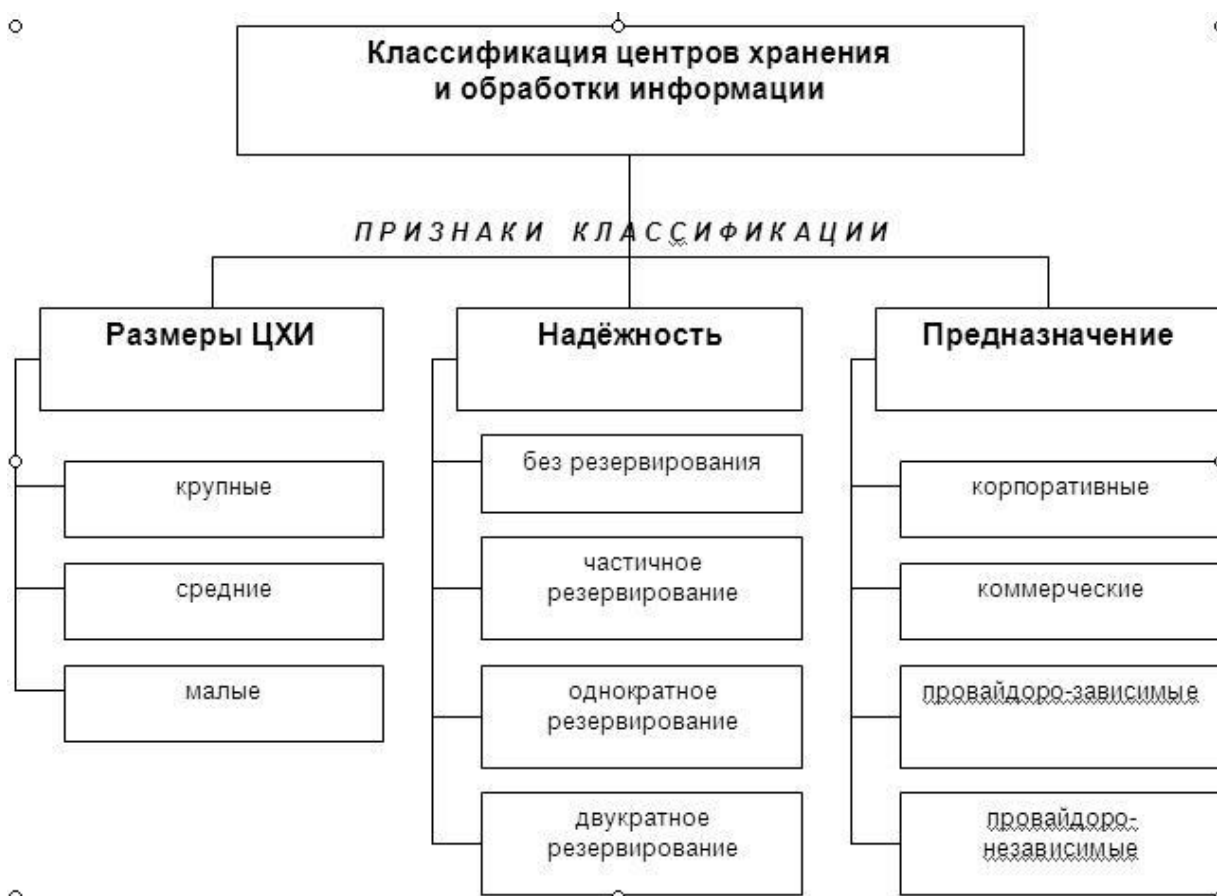 Классификация центров хранения
и обработки информации
ПРИЗНАКИ КЛАССИФИКАЦИИ
Размеры ЦХИ
крупные
средние
малые
Надёжность
без резервирования
частичное
резервирование
однократное
резервирование
двукратное
резервирование
Предназначение
корпоративные
коммерческие
провайдоро-зависимые
провайдоро-
независимые